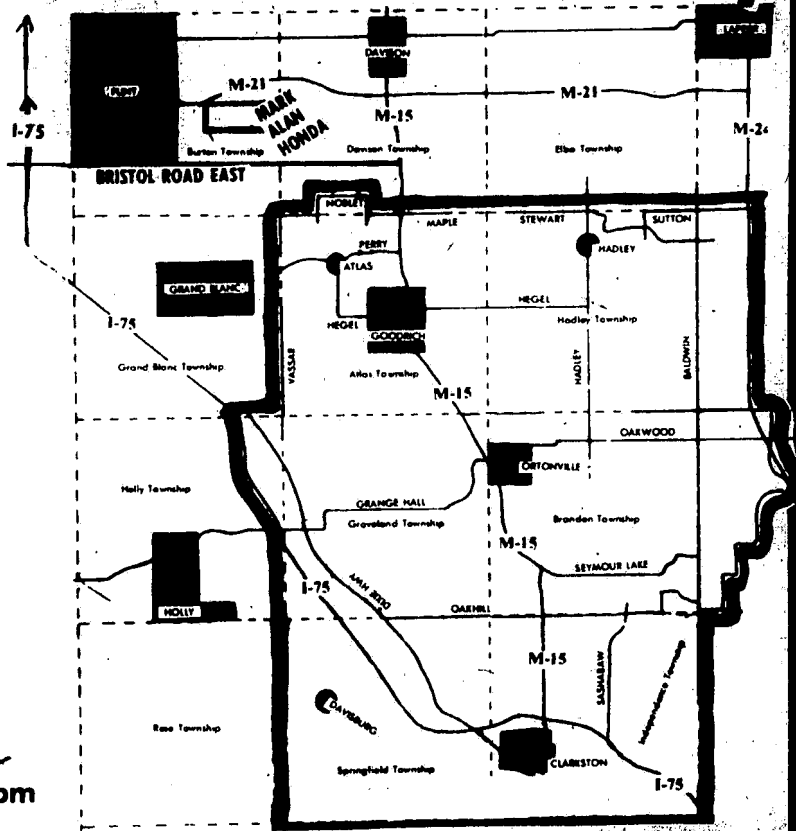 LAPEER
DAVISON
FLINT
M-21
M-21
MARK
ALAN
HONDA
I-75
M-15
M-24
Burton Township
Davison Township
Elba Township
BRISTOL ROAD EAST
NOBLET
MAPLE
STEWART
SUTTON
PERRY
HADLEY
ATLAS
GRAND BLANC
HEGEL
I-75
HEGEL
Hadley Township
GOODRICH
VASSAR
HADLEY
BALDWIN
Grand Blanc Township
Atlas Township
M-15
OAKWOOD
ORTONVILLE
Holly Township
GRANGE HALL
Groveland Township
Brandon Township
M-15
SEYMOUR LAKE
DIXIE HWY
I-75
HOLLY
OAKHILL
M-15
SASHABAW
Independence Township
DAVISBURG
Rose Township
CLARKSTON
Springfield Township
I-75
om